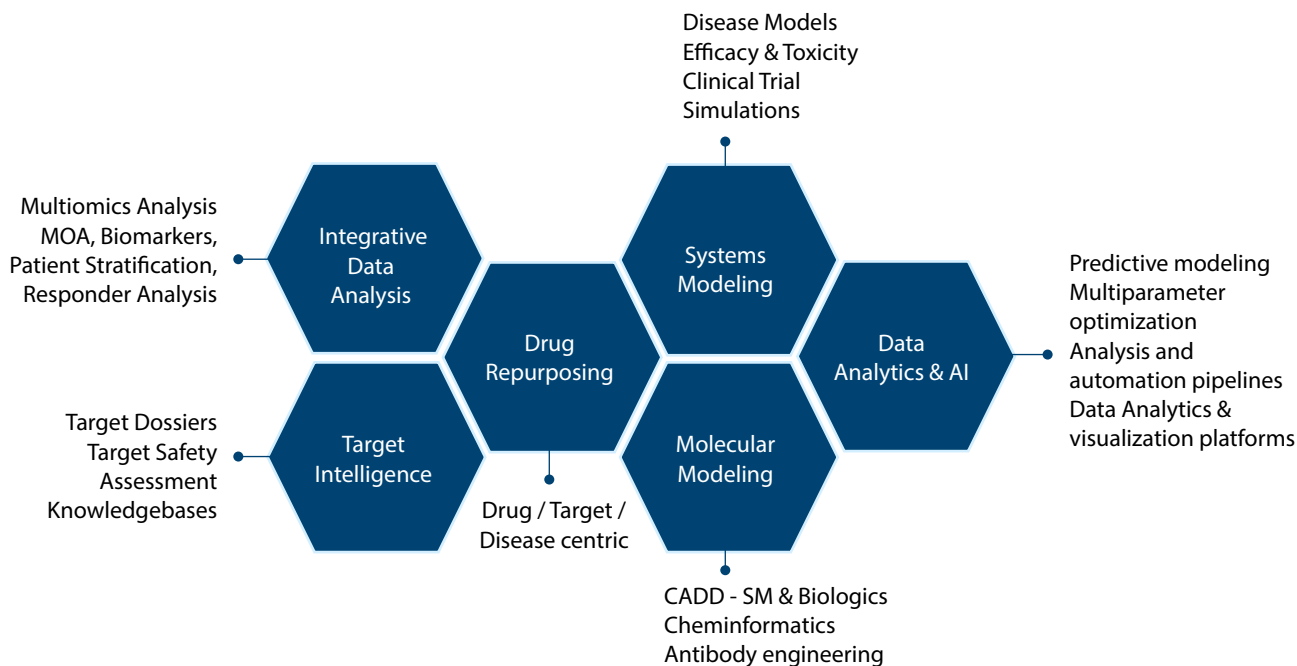 Disease Models
Efficacy & Toxicity
Clinical Trial
Simulations
Multiomics Analysis
MOA, Biomarkers,
Patient Stratification,
Responder Analysis
Integrative
Data
Analysis
Systems
Modeling
Predictive modeling
Multiparameter
optimization
Analysis and
automation pipelines
Data Analytics &
visualization platforms
Drug
Repurposing
Data
Analytics & AI
Target Dossiers
Target Safety
Assessment
Knowledgebases
Target
Intelligence
Molecular
Modeling
Drug / Target /
Disease centric
CADD - SM & Biologics
Cheminformatics
Antibody engineering